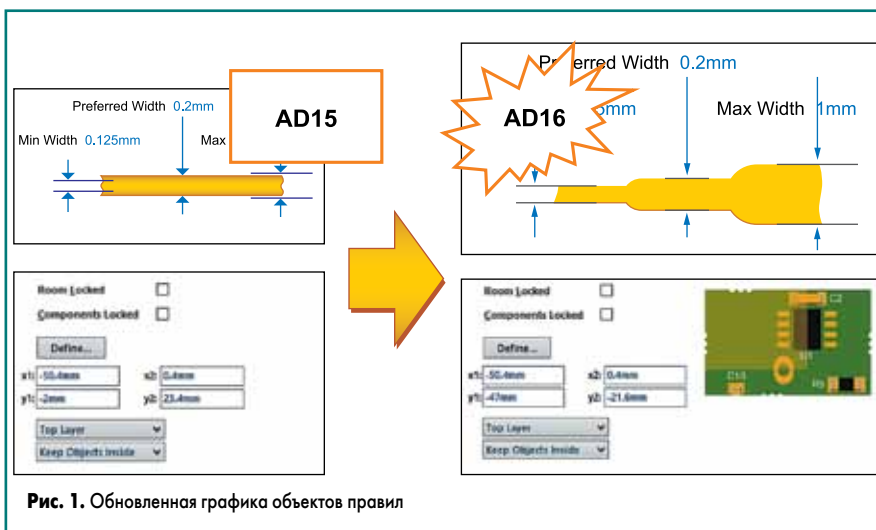 Preferred Width 0.2mm
AD15
Min Width 0.125mm
Max
Room Locked
Components Locked
Define...
x1: -50.4mm x2: 0.4mm
y1: -2mm y2: 23.4mm
Top Layer
Keep Objects Inside
Preferred Width 0.2mm
AD16
Max Width 1mm
Room Locked
Components Locked
Define...
x1: -50.4mm x2: 0.4mm
y1: -47mm y2: -21.6mm
Top Layer
Keep Objects Inside
C2
Рис. 1. Обновленная графика объектов правил